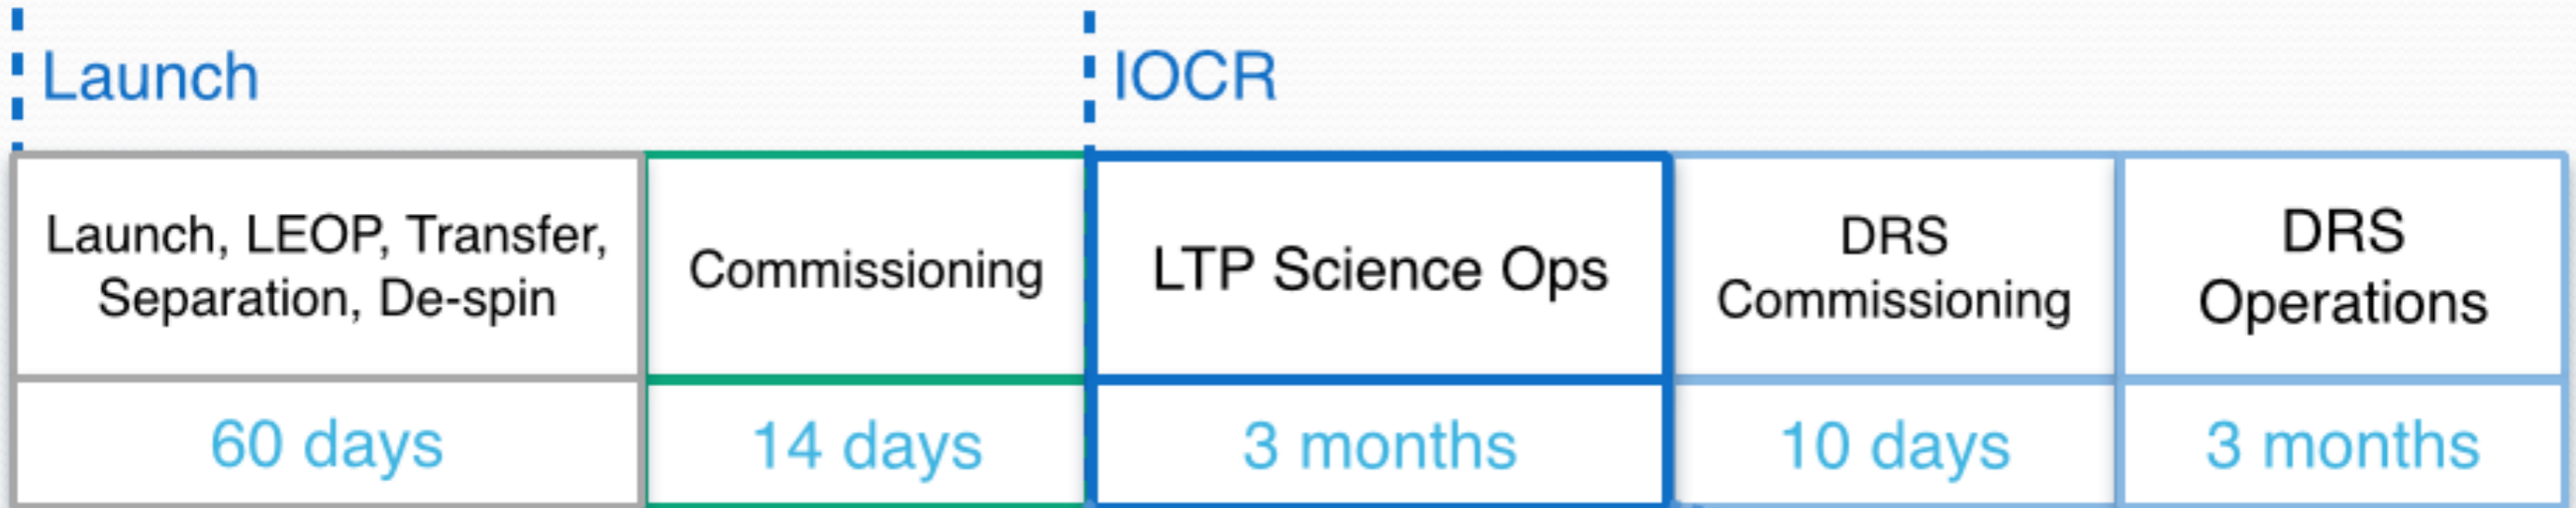 Launch
IOCR
Launch, LEOP, Transfer,
Separation, De-spin
Commissioning
LTP Science Ops
DRS
Commissioning
DRS
Operations
60 days
14 days
3 months
10 days
3 months